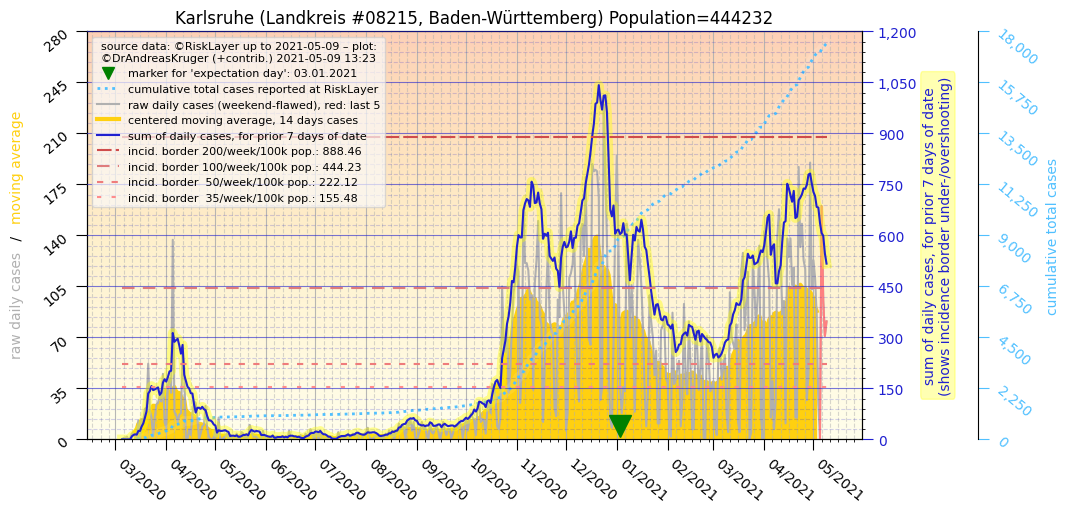 Karlsruhe (Landkreis #08215, Baden-Württemberg) Population=444232
source data: ©RiskLayer up to 2021-05-09 – plot:
©DrAndreasKruger (+contrib.) 2021-05-09 13:23
marker for 'expectation day': 03.01.2021
cumulative total cases reported at RiskLayer
raw daily cases (weekend-flawed), red: last 5
centered moving average, 14 days cases
sum of daily cases, for prior 7 days of date
incid. border 200/week/100k pop.: 888.46
incid. border 100/week/100k pop.: 444.23
incid. border  50/week/100k pop.: 222.12
incid. border  35/week/100k pop.: 155.48
raw daily cases / moving average
280
245
210
175
140
105
70
35
0
03/2020
04/2020
05/2020
06/2020
07/2020
08/2020
09/2020
10/2020
11/2020
12/2020
01/2021
02/2021
03/2021
04/2021
05/2021
1,200
1,050
900
750
600
450
300
150
0
sum of daily cases, for prior 7 days of date
(shows incidence border under-/overshooting)
18,000
15,750
13,500
11,250
9,000
6,750
4,500
2,250
0
cumulative total cases